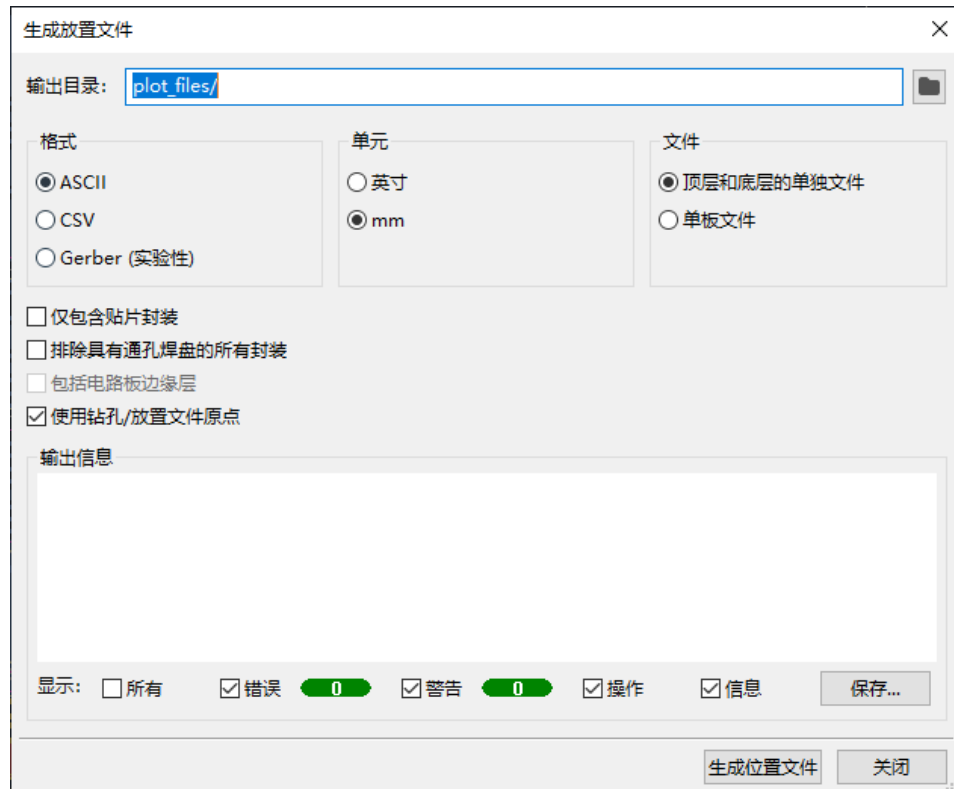 生成放置文件
输出目录: plot_files/
格式 单元 文件
ASCII 英寸 顶层和底层的单独文件
CSV mm 单板文件
Gerber (实验性)
仅包含贴片封装
排除具有通孔焊盘的所有封装
包括电路板边缘层
使用钻孔/放置文件原点
输出信息
显示: 所有 错误 0 警告 0 操作 信息 保存...
生成位置文件 关闭